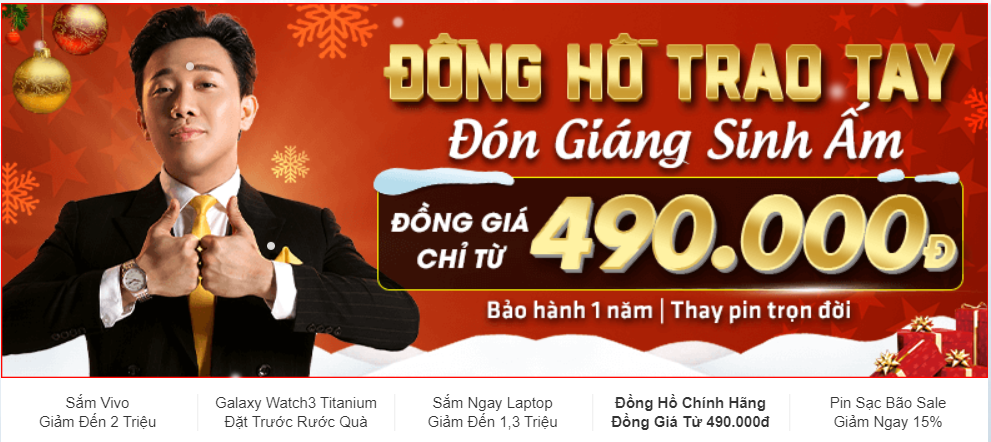 ĐỒNG HỒ TRAO TAY
Đón Giáng Sinh Ấm
ĐỒNG GIÁ
CHỈ TỪ
490.000Đ
Bảo hành 1 năm | Thay pin trọn đời
Sắm Vivo
Giảm Đến 2 Triệu
Galaxy Watch3 Titanium
Đặt Trước Rước Quà
Sắm Ngay Laptop
Giảm Đến 1,3 Triệu
Đồng Hồ Chính Hãng
Đồng Giá Từ 490.000đ
Pin Sạc Bão Sale
Giảm Ngay 15%